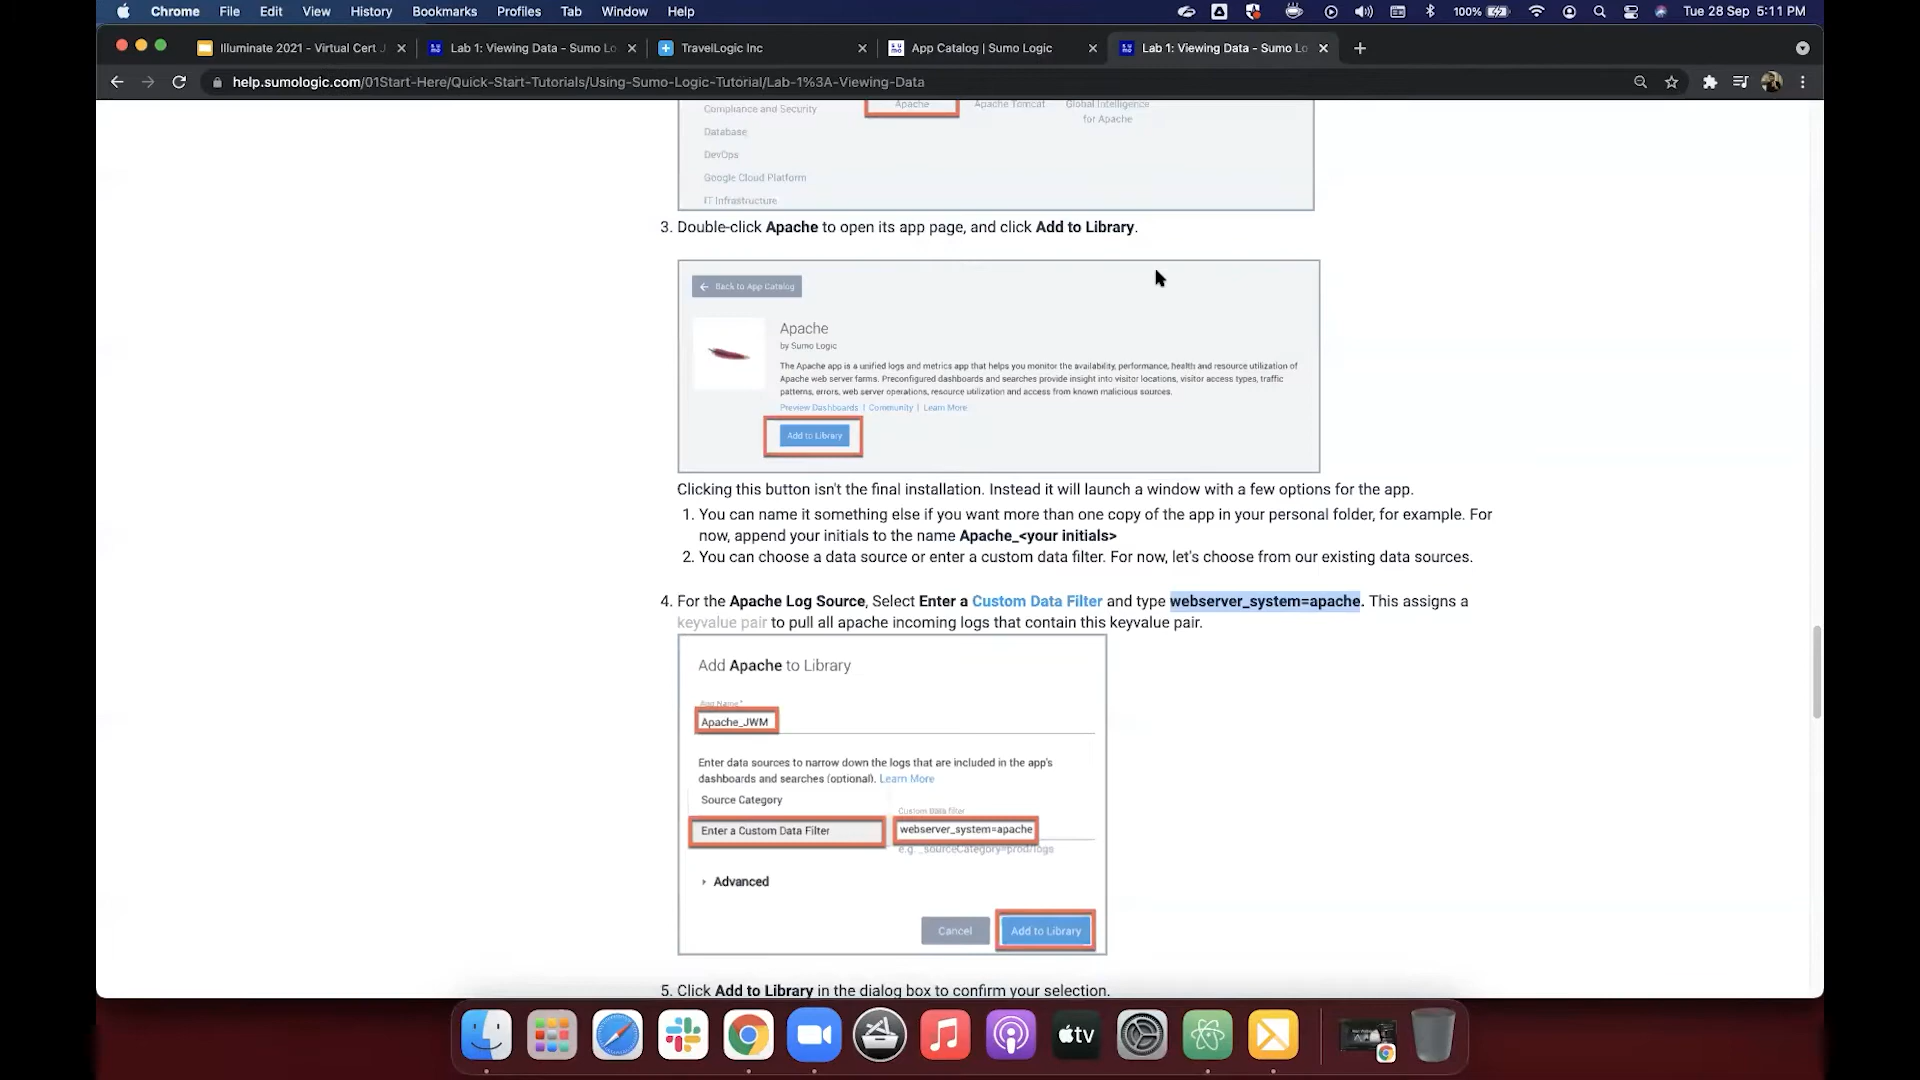 Chrome File Edit View History Bookmarks Profiles Tab Window Help 100% Tue 28 Sep 5:11 PM
Illuminate 2021 - Virtual Cert J Lab 1: Viewing Data - Sumo Lo TravelLogic Inc App Catalog | Sumo Logic Lab 1: Viewing Data - Sumo Lo
help.sumologic.com/01Start-Here/Quick-Start-Tutorials/Using-Sumo-Logic-Tutorial/Lab-1%3A-Viewing-Data
Compliance and Security Apache Apache Tomcat Global Intelligence
for Apache
Database
DevOps
Google Cloud Platform
IT Infrastructure
3. Double-click Apache to open its app page, and click Add to Library.
Back to App Catalog
Apache
by Sumo Logic
The Apache app is a unified logs and metrics app that helps you monitor the availability, performance, health and resource utilization of
Apache web server farms. Preconfigured dashboards and searches provide insight into visitor locations, visitor access types, traffic
patterns, errors, web server operations, resource utilization and access from known malicious sources.
Preview Dashboards | Community | Learn More
Add to Library
Clicking this button isn't the final installation. Instead it will launch a window with a few options for the app.
1. You can name it something else if you want more than one copy of the app in your personal folder, for example. For
now, append your initials to the name Apache_<your initials>
2. You can choose a data source or enter a custom data filter. For now, let's choose from our existing data sources.
4. For the Apache Log Source, Select Enter a Custom Data Filter and type webserver_system=apache. This assigns a
keyvalue pair to pull all apache incoming logs that contain this keyvalue pair.
Add Apache to Library
App Name*
Apache_JWM
Enter data sources to narrow down the logs that are included in the app's
dashboards and searches (optional). Learn More
Source Category
Custom Data Filter
Enter a Custom Data Filter webserver_system=apache
e.g. _sourceCategory=prod/logs
Advanced
Cancel Add to Library
5. Click Add to Library in the dialog box to confirm your selection.
tv